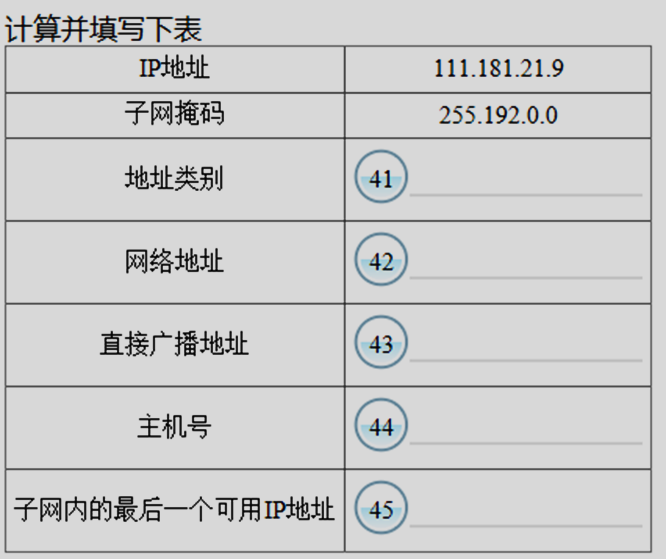 计算并填写下表
IP地址 111.181.21.9
子网掩码 255.192.0.0
地址类别 41
网络地址 42
直接广播地址 43
主机号 44
子网内的最后一个可用IP地址 45